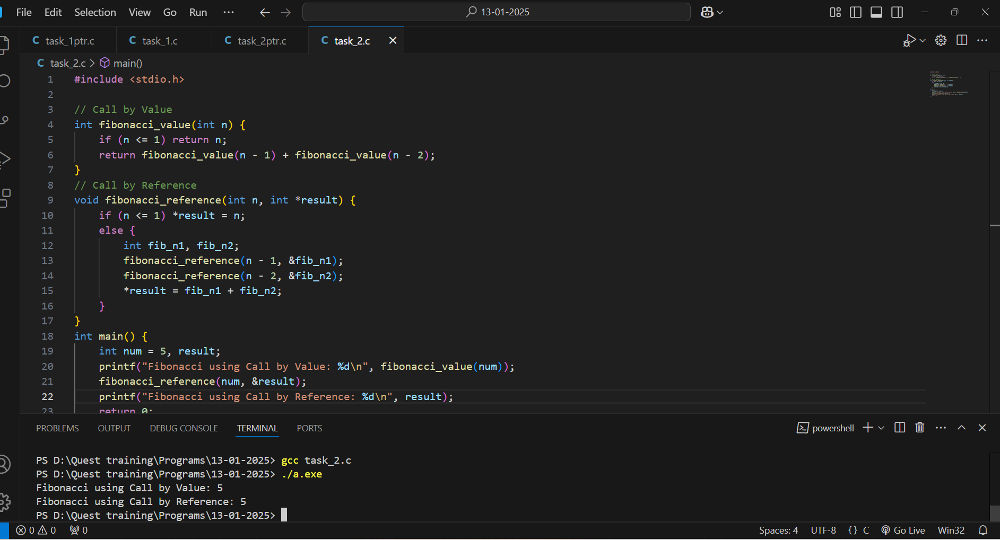 File Edit Selection View Go Run ··· 13-01-2025
C task_1ptr.c C task_1.c C task_2ptr.c C task_2.c
C task_2.c > main()
1 #include <stdio.h>
2
3 // Call by Value
4 int fibonacci_value(int n) {
5     if (n <= 1) return n;
6     return fibonacci_value(n - 1) + fibonacci_value(n - 2);
7 }
8 // Call by Reference
9 void fibonacci_reference(int n, int *result) {
10     if (n <= 1) *result = n;
11     else {
12         int fib_n1, fib_n2;
13         fibonacci_reference(n - 1, &fib_n1);
14         fibonacci_reference(n - 2, &fib_n2);
15         *result = fib_n1 + fib_n2;
16     }
17 }
18 int main() {
19     int num = 5, result;
20     printf("Fibonacci using Call by Value: %d\n", fibonacci_value(num));
21     fibonacci_reference(num, &result);
22     printf("Fibonacci using Call by Reference: %d\n", result);
23     return 0;
PROBLEMS OUTPUT DEBUG CONSOLE TERMINAL PORTS powershell
PS D:\Quest training\Programs\13-01-2025> gcc task_2.c
PS D:\Quest training\Programs\13-01-2025> ./a.exe
Fibonacci using Call by Value: 5
Fibonacci using Call by Reference: 5
PS D:\Quest training\Programs\13-01-2025>
0 0 0 Spaces: 4 UTF-8 {} C Go Live Win32